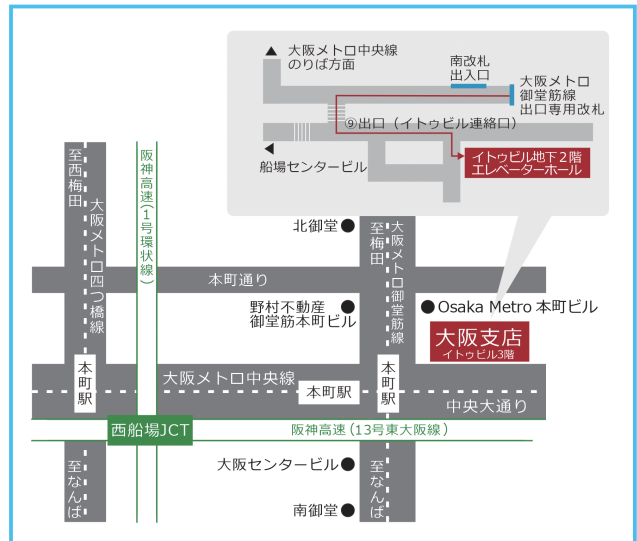 大阪メトロ中央線
のりば方面
南改札
出入口
大阪メトロ
御堂筋線
出口専用改札
⑨出口（イトゥビル連絡口）
船場センタービル
イトゥビル地下2階
エレベーターホール
至西梅田
大阪メトロ四つ橋線
阪神高速(1号環状線)
北御堂
至梅田
大阪メトロ御堂筋線
本町通り
野村不動産
御堂筋本町ビル
Osaka Metro 本町ビル
大阪支店
イトゥビル3階
本町駅
大阪メトロ中央線
本町駅
本町駅
中央大通り
西船場JCT
阪神高速(13号東大阪線)
至なんば
大阪センタービル
至なんば
南御堂